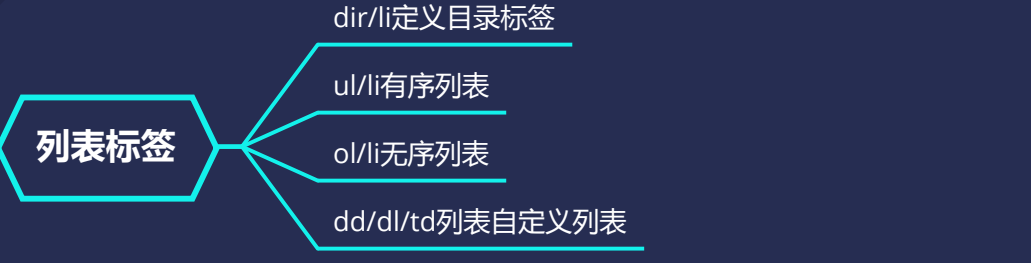 列表标签
dir/li定义目录标签
ul/li有序列表
ol/li无序列表
dd/dl/td列表自定义列表